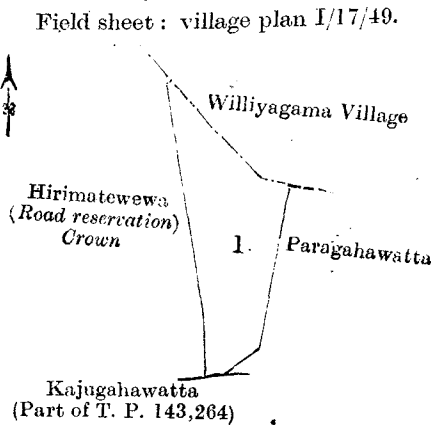 Field sheet : village plan I/17/49.
Williyagama Village
Hirimatewewa
(Road reservation)
Crown
1.
Paragahawatta
Kajugahawatta
(Part of T. P. 143,264)